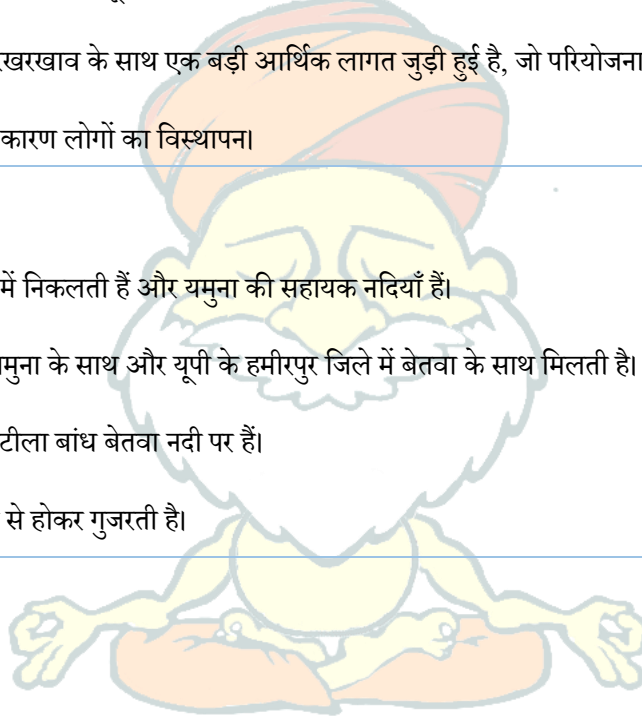 रखरखाव के साथ एक बड़ी आर्थिक लागत जुड़ी हुई है, जो परियोजना
कारण लोगों का विस्थापन।
में निकलती हैं और यमुना की सहायक नदियाँ हैं।
के साथ और यूपी के हमीरपुर जिले में बेतवा के साथ मिलती है।
बांध बेतवा नदी पर हैं।
से होकर गुजरती है।